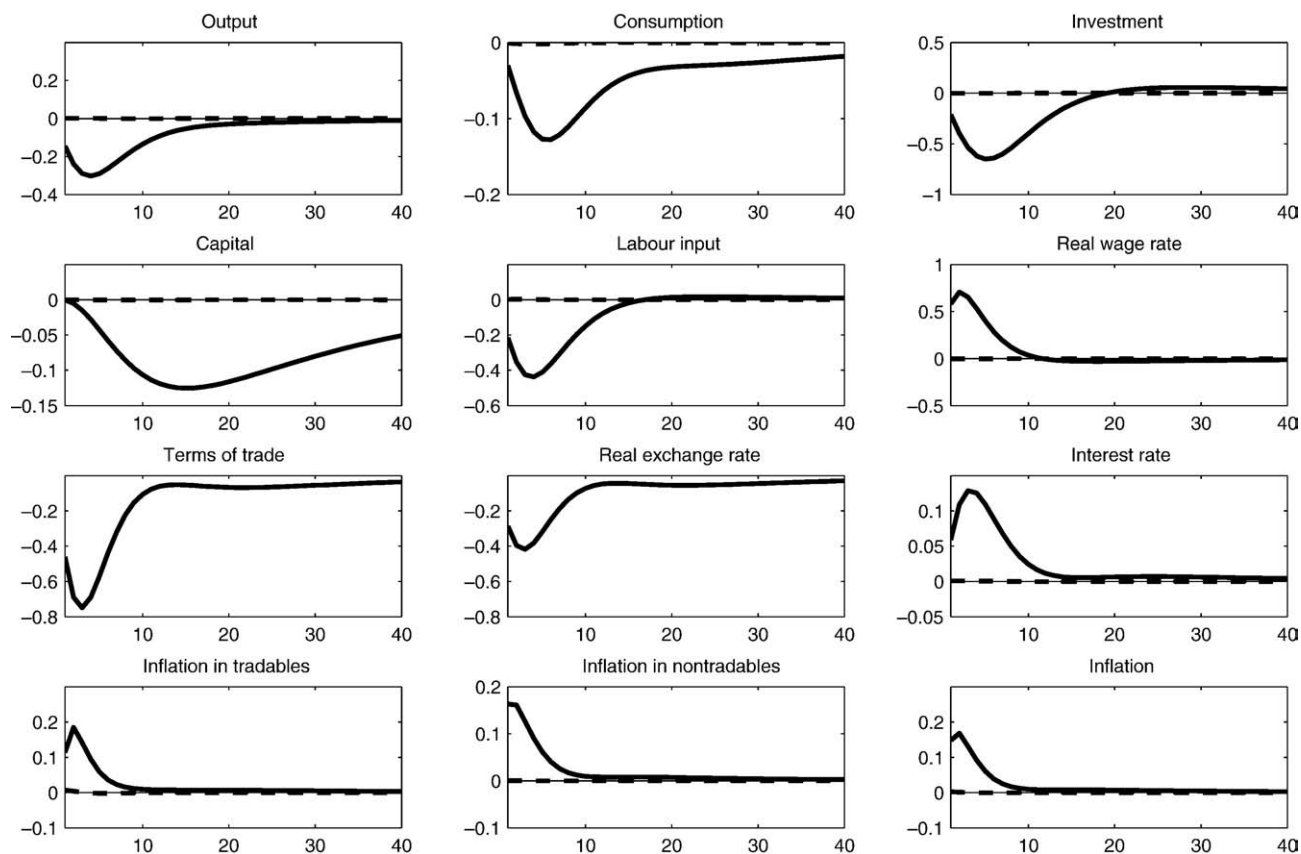 Output
0.2
0
−0.2
−0.4
10 20 30 40
Consumption
0
−0.1
−0.2
10 20 30 40
Investment
0.5
0
−0.5
−1
10 20 30 40
Capital
0
−0.05
−0.1
−0.15
10 20 30 40
Labour input
0
−0.2
−0.4
−0.6
10 20 30 40
Real wage rate
1
0.5
0
−0.5
10 20 30 40
Terms of trade
−0.2
−0.4
−0.6
−0.8
10 20 30 40
Real exchange rate
−0.2
−0.4
−0.6
−0.8
10 20 30 40
Interest rate
0.1
0.05
0
−0.05
10 20 30 40
Inflation in tradables
0.2
0.1
0
−0.1
10 20 30 40
Inflation in nontradables
0.2
0.1
0
−0.1
10 20 30 40
Inflation
0.2
0.1
0
−0.1
10 20 30 40